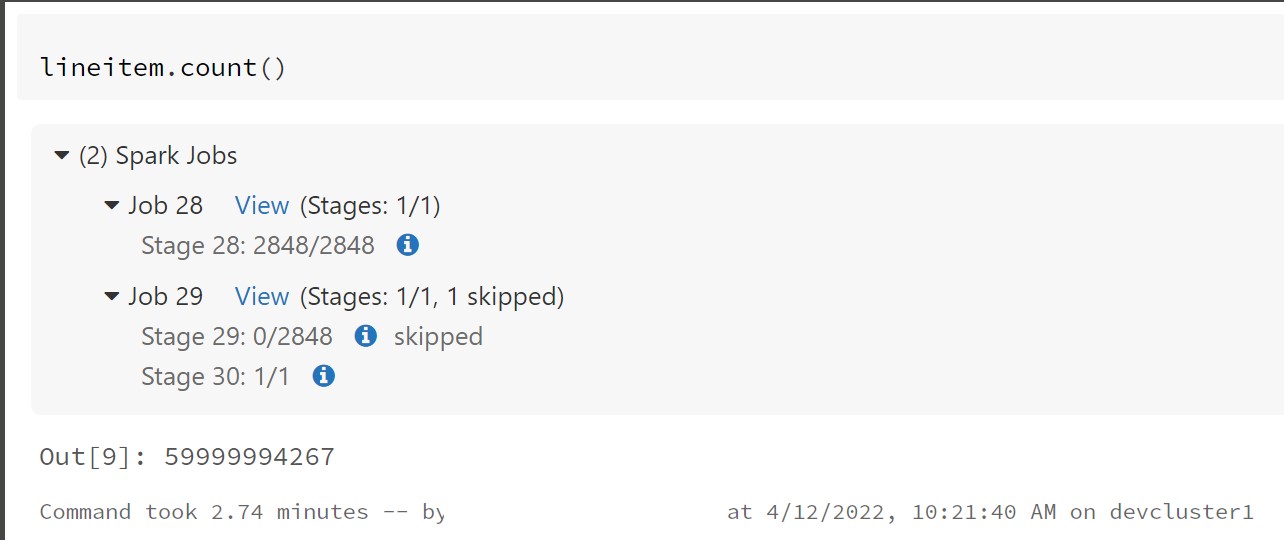 lineitem.count()
(2) Spark Jobs
Job 28 View (Stages: 1/1)
Stage 28: 2848/2848
Job 29 View (Stages: 1/1, 1 skipped)
Stage 29: 0/2848 skipped
Stage 30: 1/1
Out[9]: 59999994267
Command took 2.74 minutes -- by at 4/12/2022, 10:21:40 AM on devcluster1